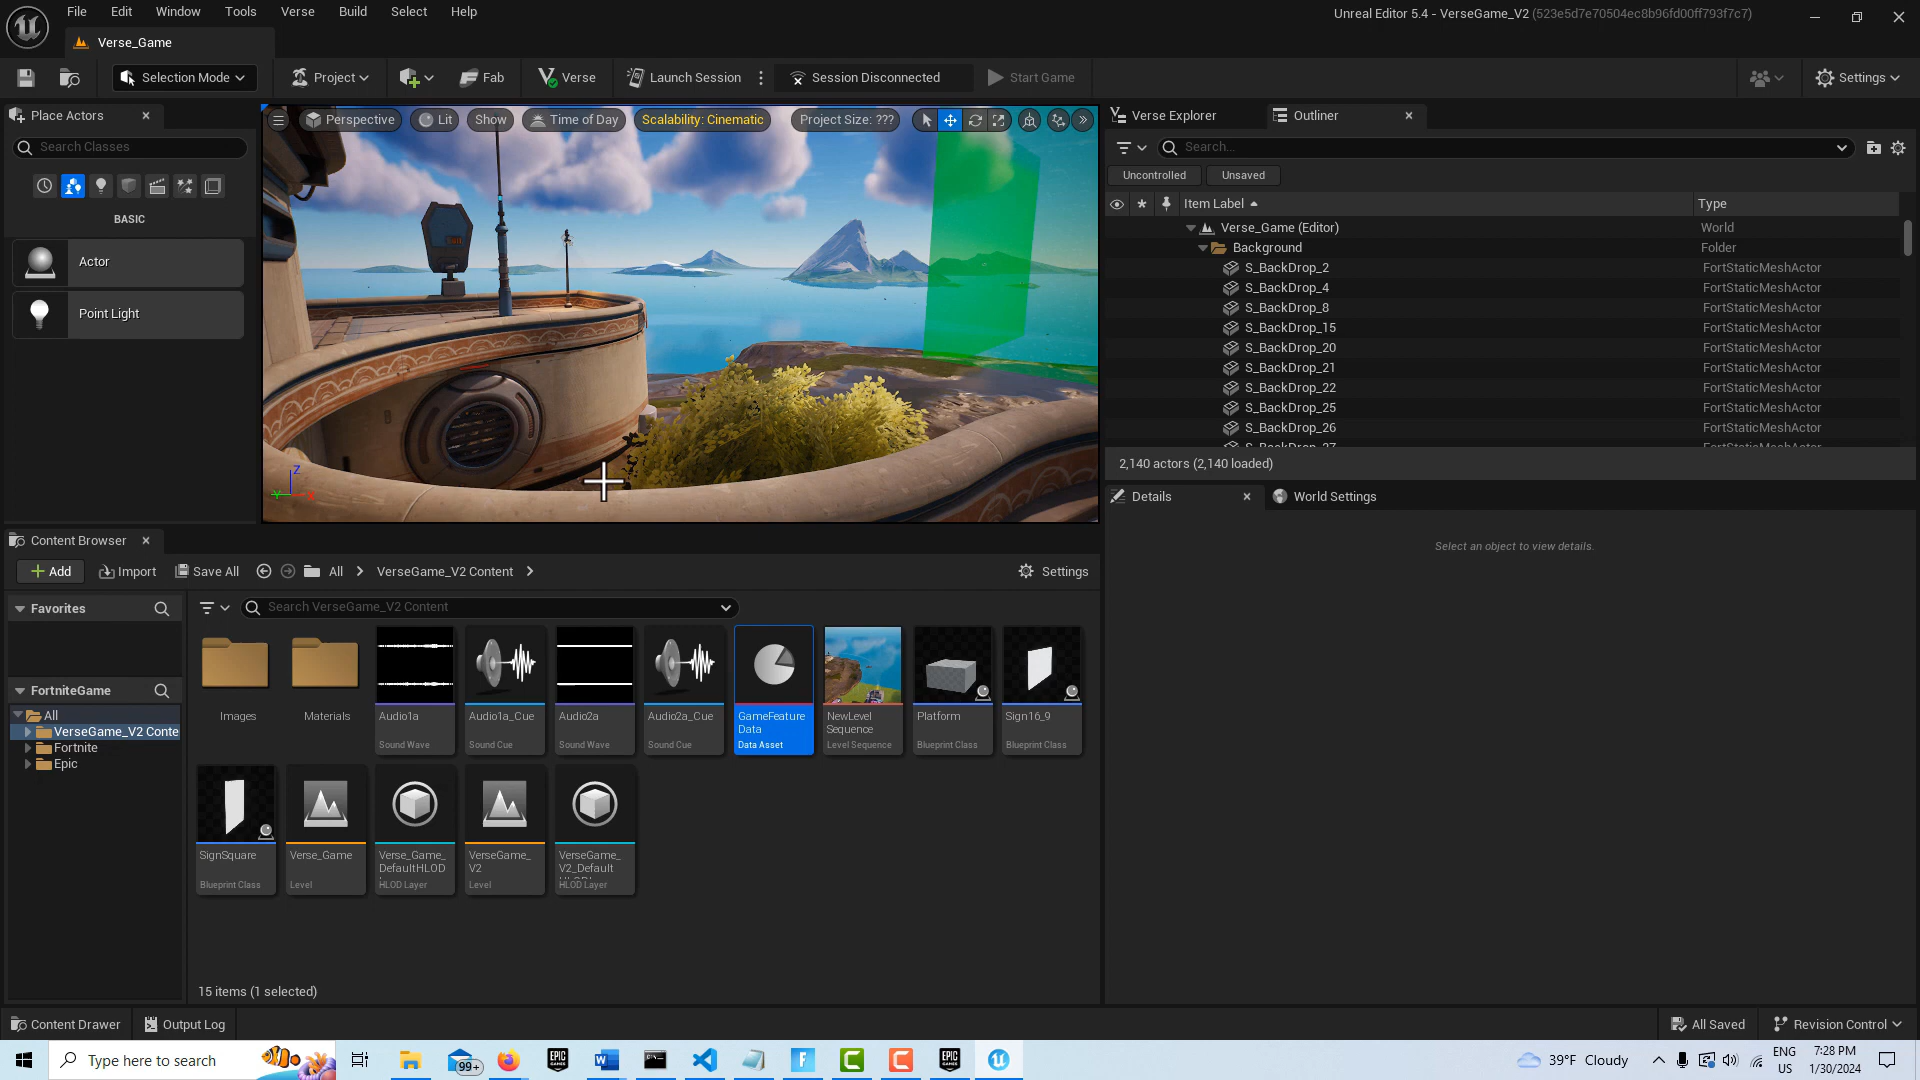 File Edit Window Tools Verse Build Select Help
Unreal Editor 5.4 - VerseGame_V2 (523e5d7e70504ec8b96fd00ff793f7c7)
Verse_Game
Selection Mode Project Fab Verse Launch Session Session Disconnected Start Game Settings
Place Actors
Search Classes
BASIC
Actor
Point Light
Perspective Lit Show Time of Day Scalability: Cinematic Project Size: ???
Z
Y X
Verse Explorer Outliner
Search...
Uncontrolled Unsaved
Item Label Type
Verse_Game (Editor) World
Background Folder
S_BackDrop_2 FortStaticMeshActor
S_BackDrop_4 FortStaticMeshActor
S_BackDrop_8 FortStaticMeshActor
S_BackDrop_15 FortStaticMeshActor
S_BackDrop_20 FortStaticMeshActor
S_BackDrop_21 FortStaticMeshActor
S_BackDrop_22 FortStaticMeshActor
S_BackDrop_25 FortStaticMeshActor
S_BackDrop_26 FortStaticMeshActor
S_BackDrop_27 FortStaticMeshActor
2,140 actors (2,140 loaded)
Details World Settings
Select an object to view details.
Content Browser
Add Import Save All All VerseGame_V2 Content Settings
Favorites
Search VerseGame_V2 Content
FortniteGame
All
VerseGame_V2 Conte
Fortnite
Epic
Images
Materials
Audio1a
Sound Wave
Audio1a_Cue
Sound Cue
Audio2a
Sound Wave
Audio2a_Cue
Sound Cue
GameFeature
Data
Data Asset
NewLevel
Sequence
Level Sequence
Platform
Blueprint Class
Sign16_9
Blueprint Class
SignSquare
Blueprint Class
Verse_Game
Level
Verse_Game_
DefaultHLOD
HLOD Layer
VerseGame_
V2
Level
VerseGame_
V2_Default
HLOD Layer
15 items (1 selected)
Content Drawer Output Log All Saved Revision Control
Type here to search
99+
EPIC GAMES
EPIC GAMES
39°F Cloudy
ENG
US
7:28 PM
1/30/2024